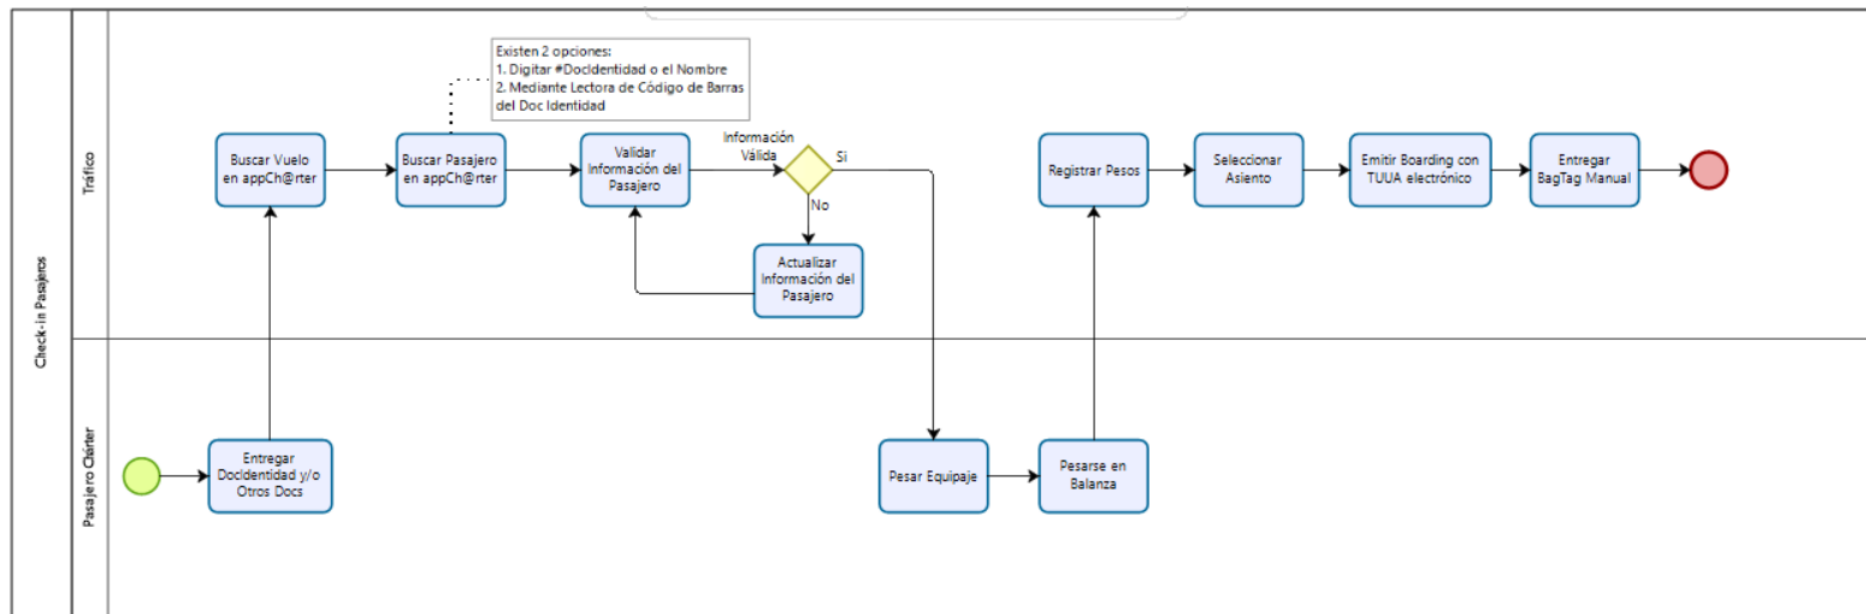 Check-in Pasajeros
Tráfico
Existen 2 opciones:
1. Digitar #DocIdentidad o el Nombre
2. Mediante Lectora de Código de Barras
del Doc Identidad
Buscar Vuelo
en appCh@rter
Buscar Pasajero
en appCh@rter
Validar
Información del
Pasajero
Información
Válida
Si
No
Actualizar
Información del
Pasajero
Registrar Pesos
Seleccionar
Asiento
Emitir Boarding con
TUUA electrónico
Entregar
BagTag Manual
Pasajero Chárter
Entregar
DocIdentidad y/o
Otros Docs
Pesar Equipaje
Pesarse en
Balanza